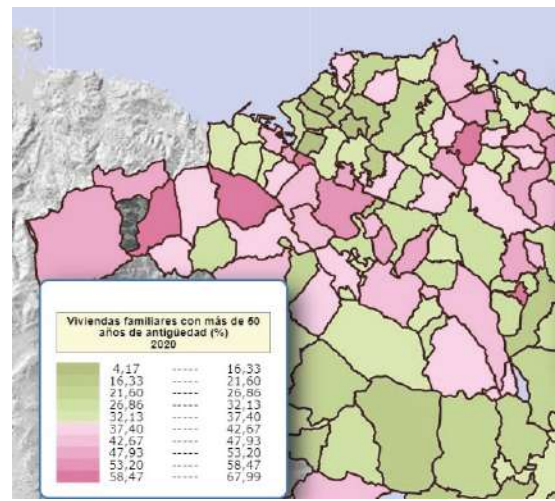 Viviendas familiares con más de 50
años de antigüedad (%)
2020
4,17 ----- 16,33
16,33 ----- 21,60
21,60 ----- 26,86
26,86 ----- 32,13
32,13 ----- 37,40
37,40 ----- 42,67
42,67 ----- 47,93
47,93 ----- 53,20
53,20 ----- 58,47
58,47 ----- 67,99